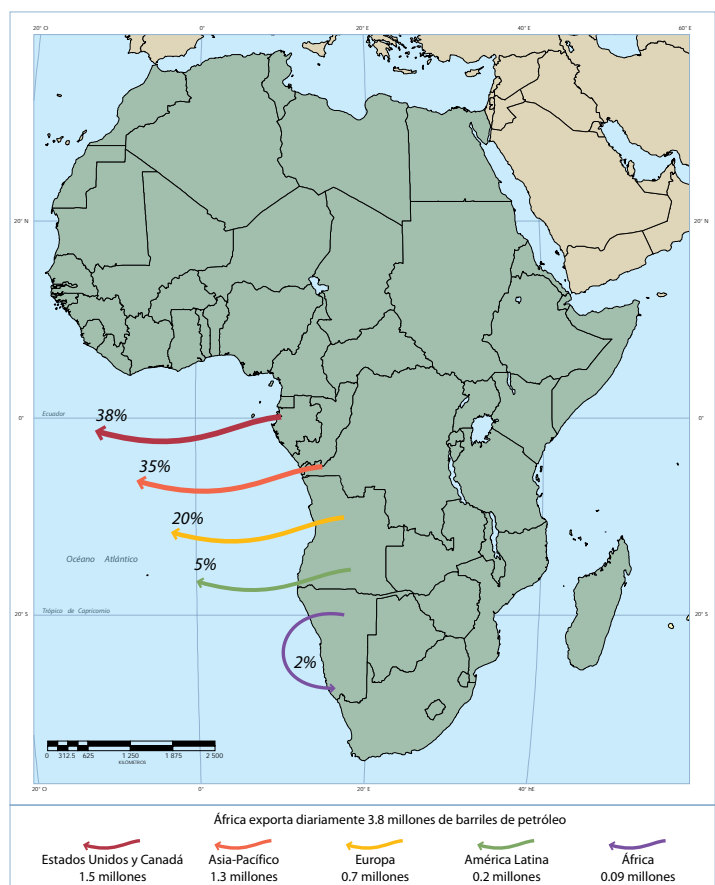 20° O 0° 20° E 40° E 60° E
20° N 20° N
Ecuador
0° 0°
38%
35%
20%
5%
Océano Atlántico
Trópico de Capricornio
20° S 20° S
2%
0 312.5 625 1 250 1 875 2 500
KILÓMETROS
20° O 0° 20° E 40° hE
África exporta diariamente 3.8 millones de barriles de petróleo
Estados Unidos y Canadá Asia-Pacífico Europa América Latina África
1.5 millones 1.3 millones 0.7 millones 0.2 millones 0.09 millones